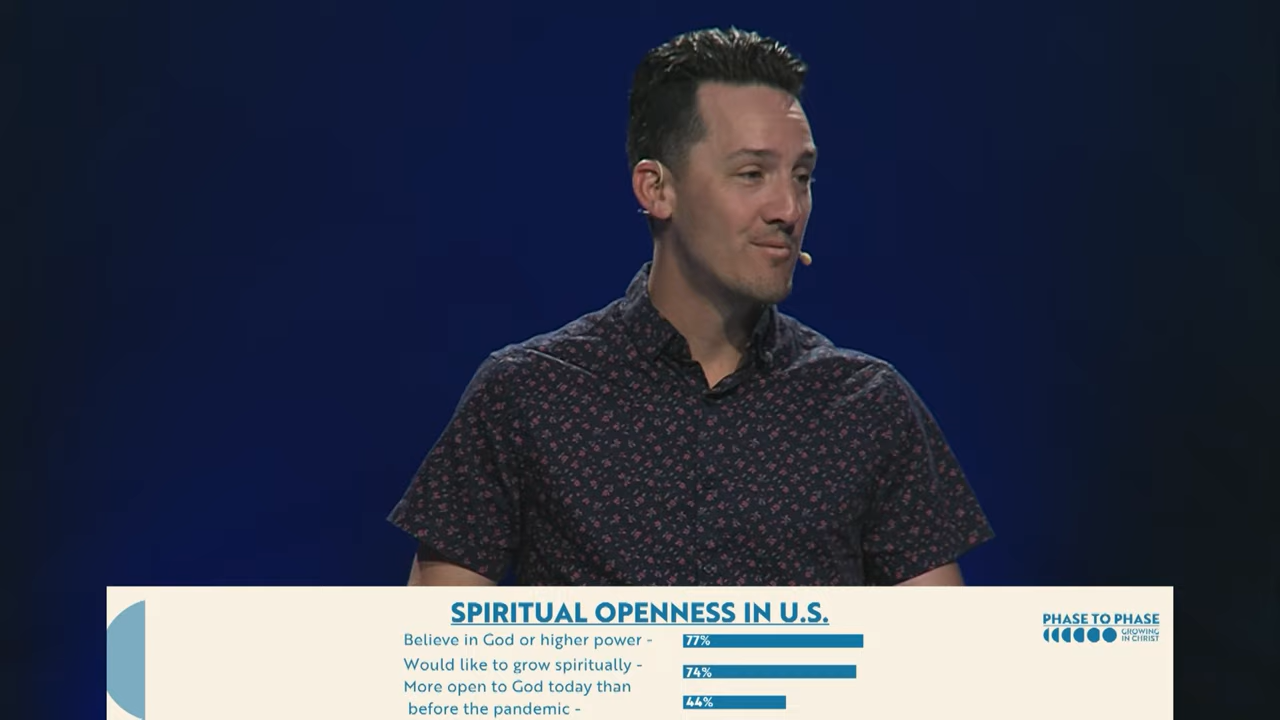 SPIRITUAL OPENNESS IN U.S.
Believe in God or higher power - 77%
Would like to grow spiritually - 74%
More open to God today than
before the pandemic - 44%
PHASE TO PHASE
GROWING
IN CHRIST